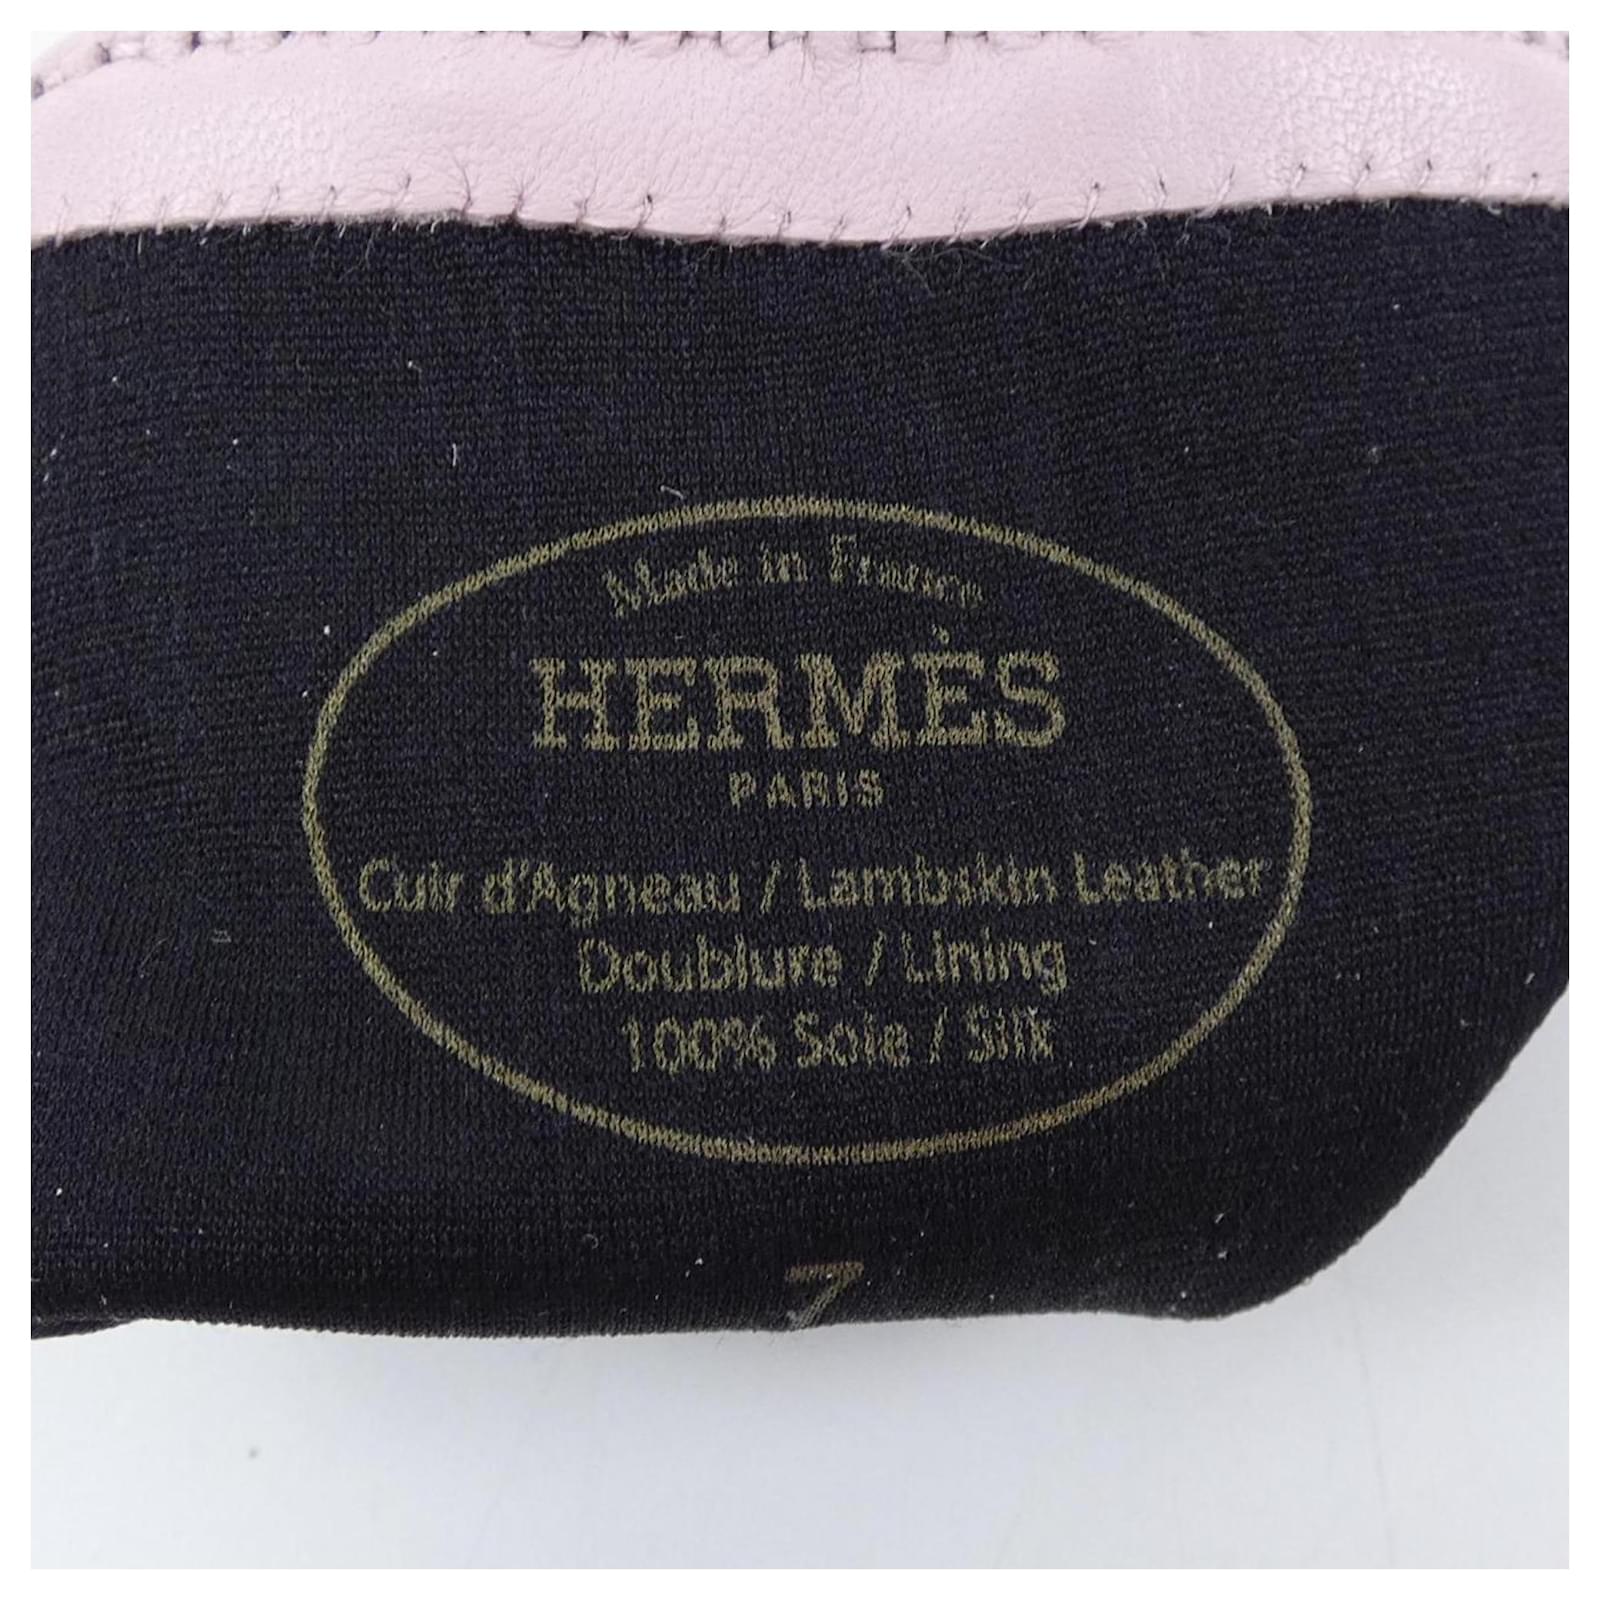 Made in France
HERMÈS
PARIS
Cuir d'Agneau / Lambskin Leather
Doublure / Lining
100% Soie / Silk
7